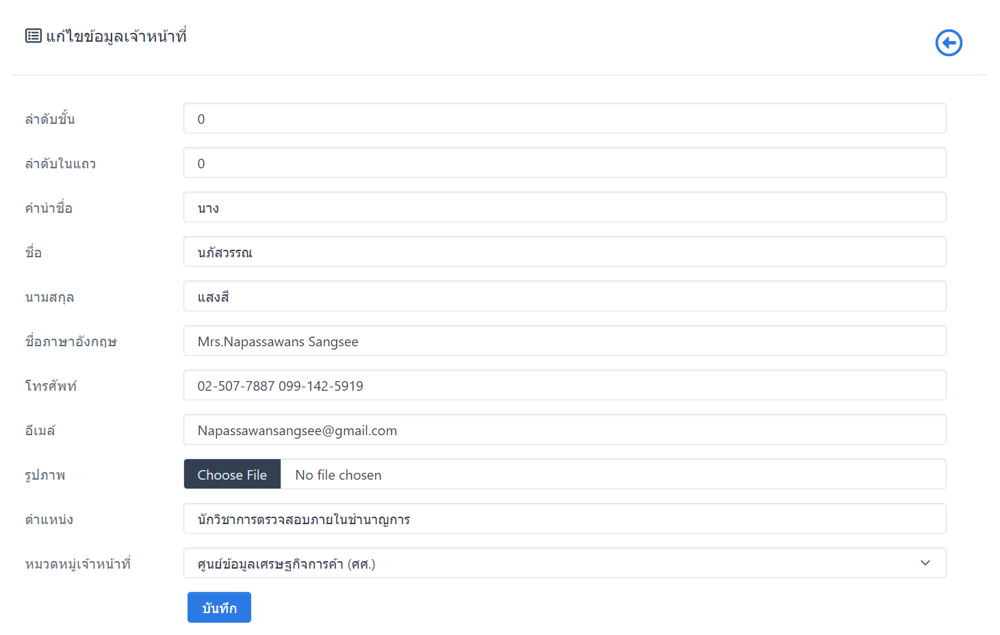 แก้ไขข้อมูลเจ้าหน้าที่
ลำดับชั้น 0
ลำดับในแถว 0
คำนำชื่อ นาง
ชื่อ นภัสวรรณ
นามสกุล แสงสี
ชื่อภาษาอังกฤษ Mrs.Napassawans Sangsee
โทรศัพท์ 02-507-7887 099-142-5919
อีเมล์ Napassawansangsee@gmail.com
รูปภาพ Choose File No file chosen
ตำแหน่ง นักวิชาการตรวจสอบภายในชำนาญการ
หมวดหมู่เจ้าหน้าที่ ศูนย์ข้อมูลเศรษฐกิจการค้า (ศศ.)
บันทึก